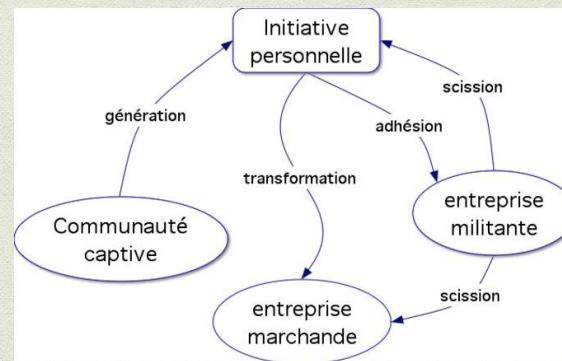 Initiative
personnelle
scission
génération
adhésion
transformation
entreprise
militante
Communauté
captive
scission
entreprise
marchande